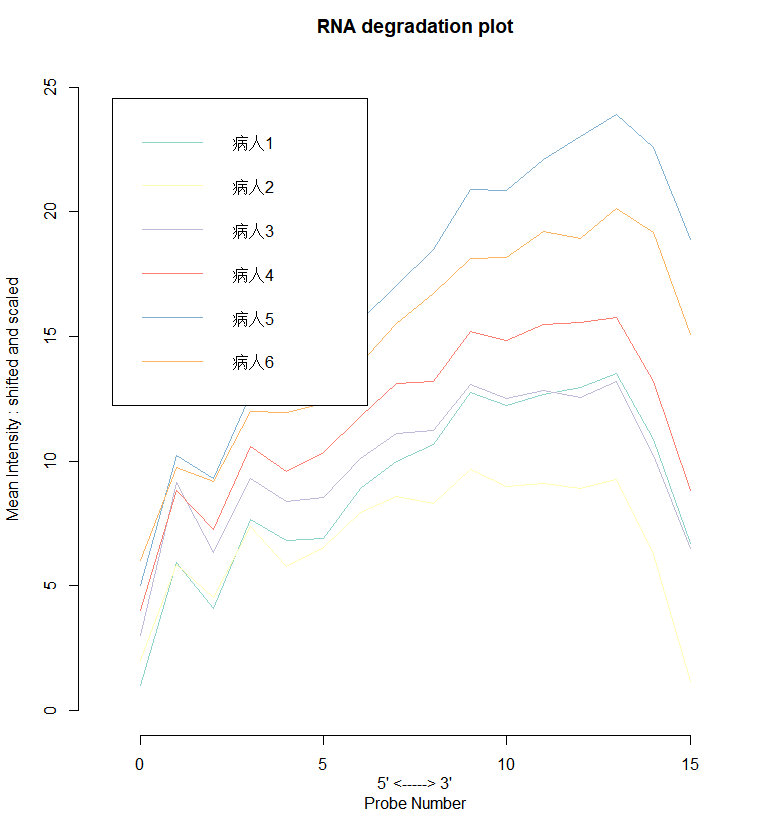 RNA degradation plot
25
20
15
10
5
0
Mean Intensity : shifted and scaled
病人1
病人2
病人3
病人4
病人5
病人6
0 5 10 15
5' <-----> 3'
Probe Number